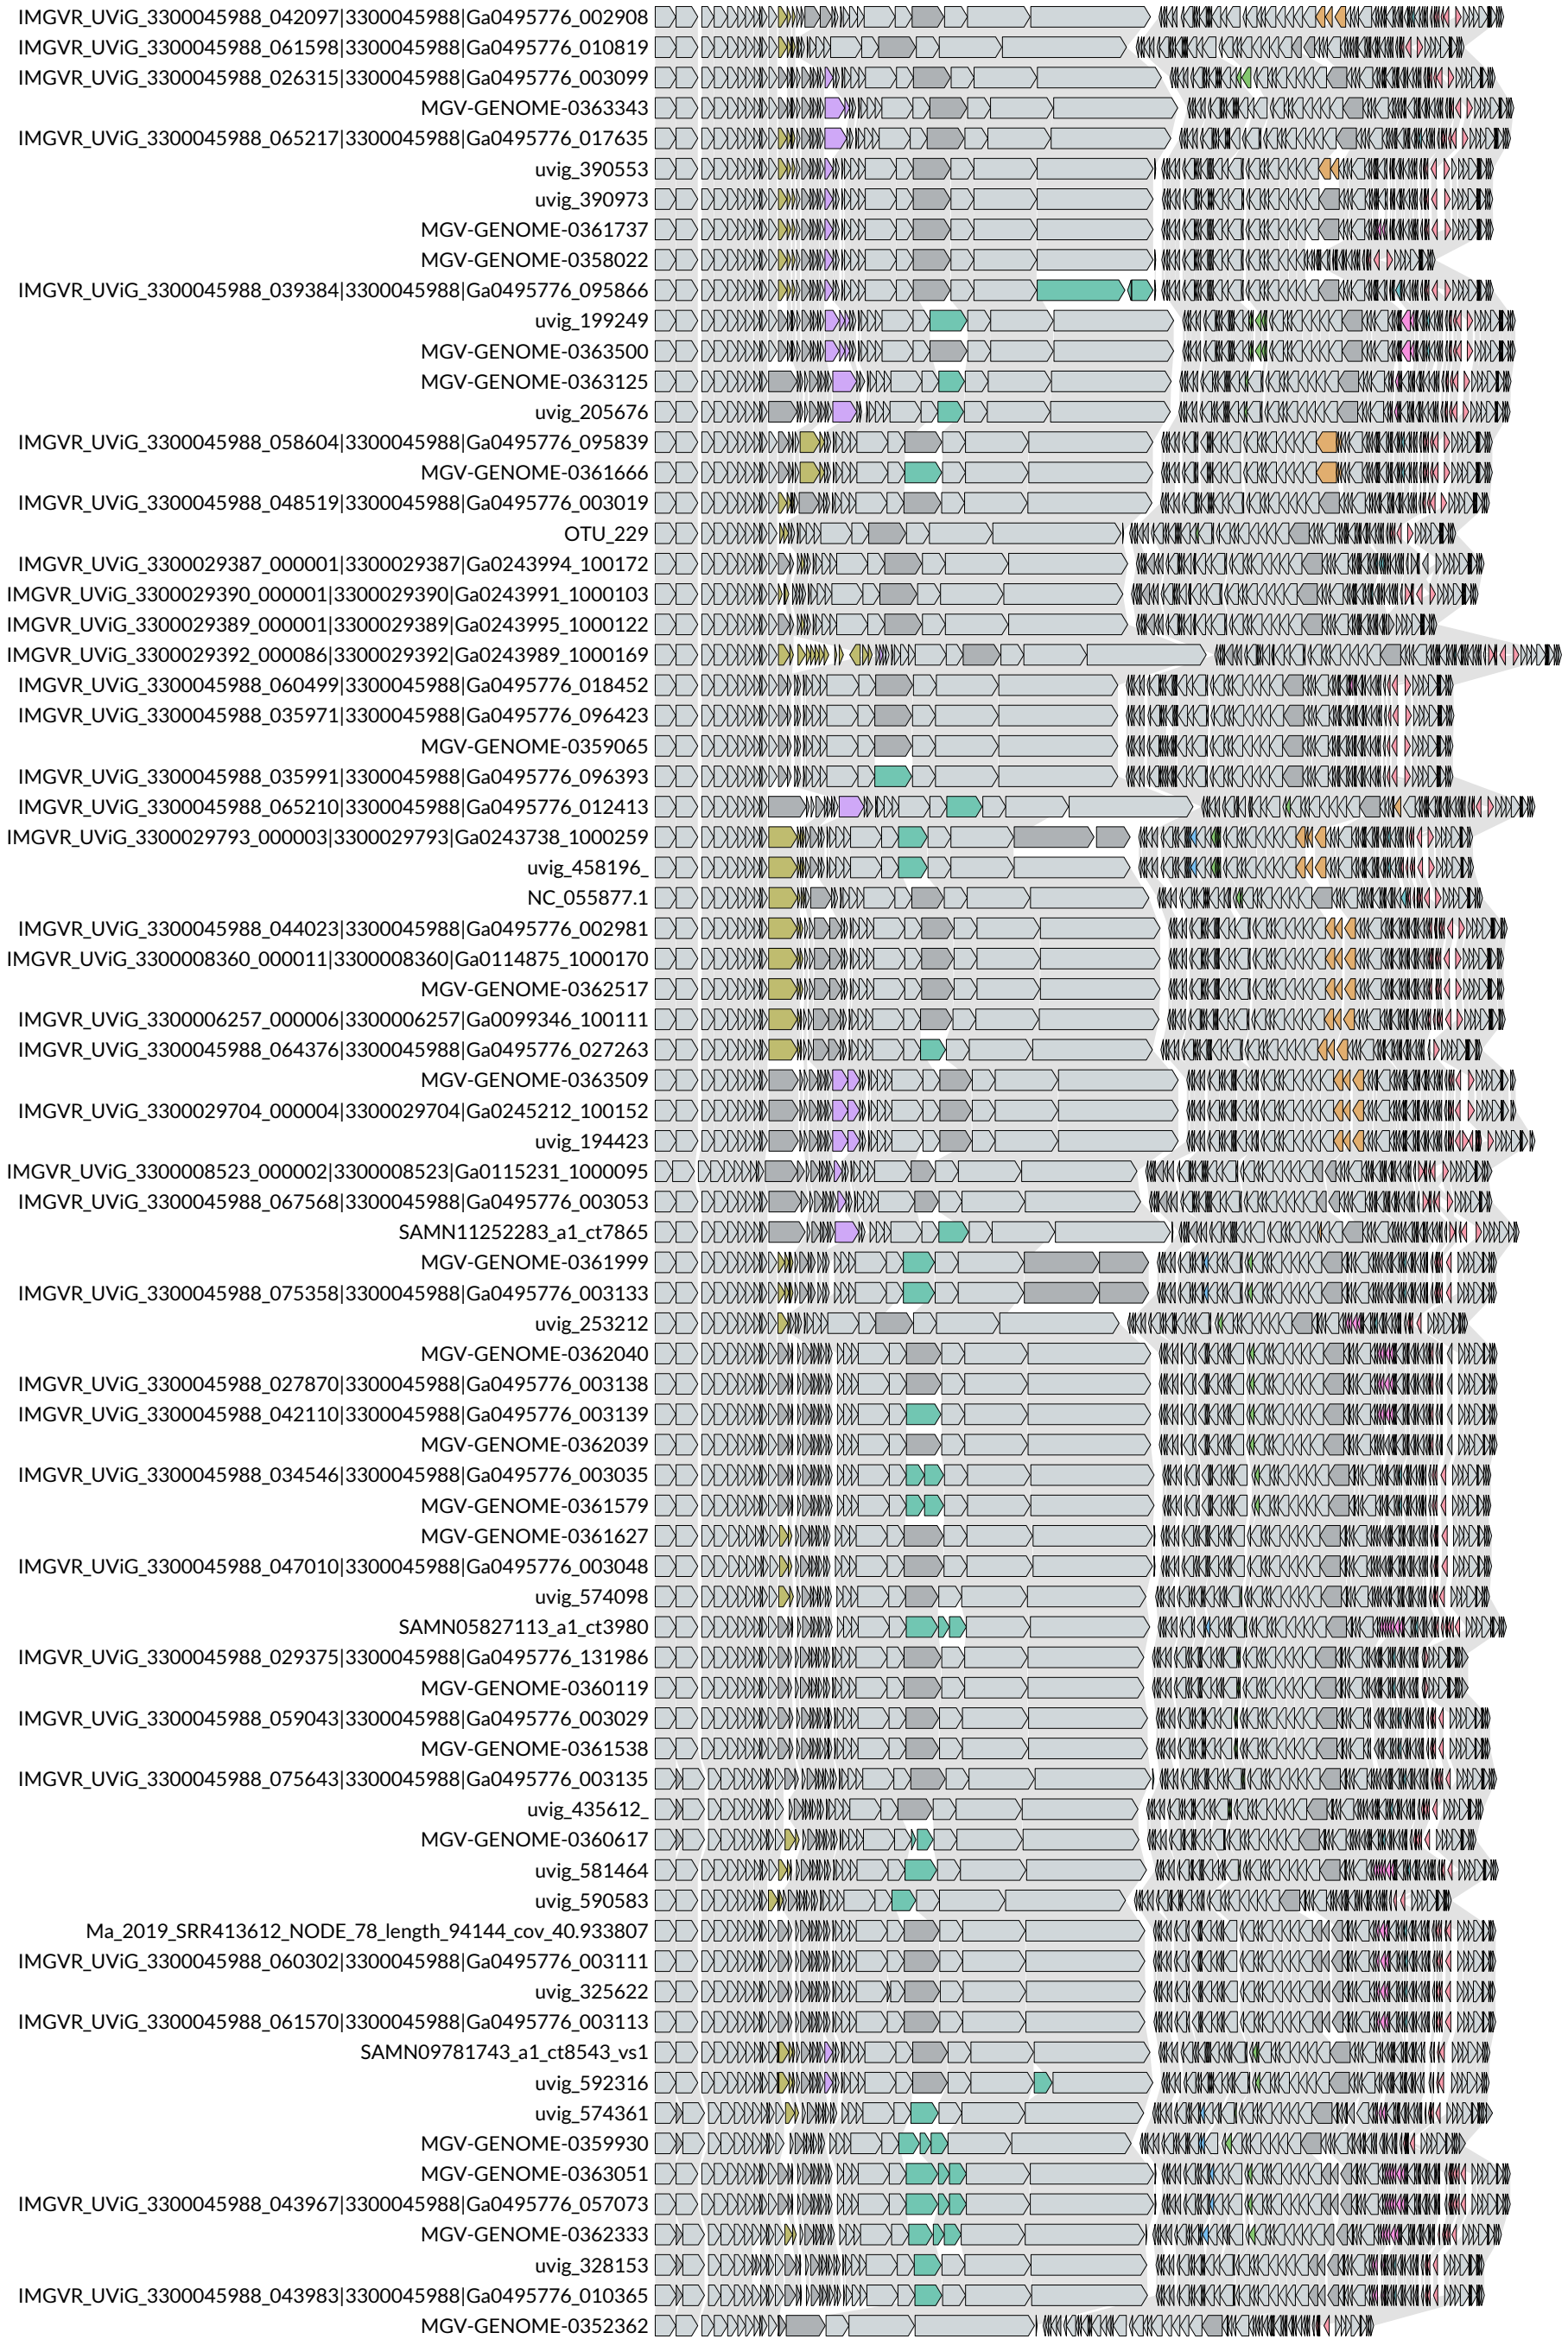 IMGVR_UViG_3300045988_042097|3300045988|Ga0495776_002908
IMGVR_UViG_3300045988_061598|3300045988|Ga0495776_010819
IMGVR_UViG_3300045988_026315|3300045988|Ga0495776_003099
MGV-GENOME-0363343
IMGVR_UViG_3300045988_065217|3300045988|Ga0495776_017635
uvig_390553
uvig_390973
MGV-GENOME-0361737
MGV-GENOME-0358022
IMGVR_UViG_3300045988_039384|3300045988|Ga0495776_095866
uvig_199249
MGV-GENOME-0363500
MGV-GENOME-0363125
uvig_205676
IMGVR_UViG_3300045988_058604|3300045988|Ga0495776_095839
MGV-GENOME-0361666
IMGVR_UViG_3300045988_048519|3300045988|Ga0495776_003019
OTU_229
IMGVR_UViG_3300029387_000001|3300029387|Ga0243994_100172
IMGVR_UViG_3300029390_000001|3300029390|Ga0243991_1000103
IMGVR_UViG_3300029389_000001|3300029389|Ga0243995_1000122
IMGVR_UViG_3300029392_000086|3300029392|Ga0243989_1000169
IMGVR_UViG_3300045988_060499|3300045988|Ga0495776_018452
IMGVR_UViG_3300045988_035971|3300045988|Ga0495776_096423
MGV-GENOME-0359065
IMGVR_UViG_3300045988_035991|3300045988|Ga0495776_096393
IMGVR_UViG_3300045988_065210|3300045988|Ga0495776_012413
IMGVR_UViG_3300029793_000003|3300029793|Ga0243738_1000259
uvig_458196_
NC_055877.1
IMGVR_UViG_3300045988_044023|3300045988|Ga0495776_002981
IMGVR_UViG_3300008360_000011|3300008360|Ga0114875_1000170
MGV-GENOME-0362517
IMGVR_UViG_3300006257_000006|3300006257|Ga0099346_100111
IMGVR_UViG_3300045988_064376|3300045988|Ga0495776_027263
MGV-GENOME-0363509
IMGVR_UViG_3300029704_000004|3300029704|Ga0245212_100152
uvig_194423
IMGVR_UViG_3300008523_000002|3300008523|Ga0115231_1000095
IMGVR_UViG_3300045988_067568|3300045988|Ga0495776_003053
SAMN11252283_a1_ct7865
MGV-GENOME-0361999
IMGVR_UViG_3300045988_075358|3300045988|Ga0495776_003133
uvig_253212
MGV-GENOME-0362040
IMGVR_UViG_3300045988_027870|3300045988|Ga0495776_003138
IMGVR_UViG_3300045988_042110|3300045988|Ga0495776_003139
MGV-GENOME-0362039
IMGVR_UViG_3300045988_034546|3300045988|Ga0495776_003035
MGV-GENOME-0361579
MGV-GENOME-0361627
IMGVR_UViG_3300045988_047010|3300045988|Ga0495776_003048
uvig_574098
SAMN05827113_a1_ct3980
IMGVR_UViG_3300045988_029375|3300045988|Ga0495776_131986
MGV-GENOME-0360119
IMGVR_UViG_3300045988_059043|3300045988|Ga0495776_003029
MGV-GENOME-0361538
IMGVR_UViG_3300045988_075643|3300045988|Ga0495776_003135
uvig_435612_
MGV-GENOME-0360617
uvig_581464
uvig_590583
Ma_2019_SRR413612_NODE_78_length_94144_cov_40.933807
IMGVR_UViG_3300045988_060302|3300045988|Ga0495776_003111
uvig_325622
IMGVR_UViG_3300045988_061570|3300045988|Ga0495776_003113
SAMN09781743_a1_ct8543_vs1
uvig_592316
uvig_574361
MGV-GENOME-0359930
MGV-GENOME-0363051
IMGVR_UViG_3300045988_043967|3300045988|Ga0495776_057073
MGV-GENOME-0362333
uvig_328153
IMGVR_UViG_3300045988_043983|3300045988|Ga0495776_010365
MGV-GENOME-0352362